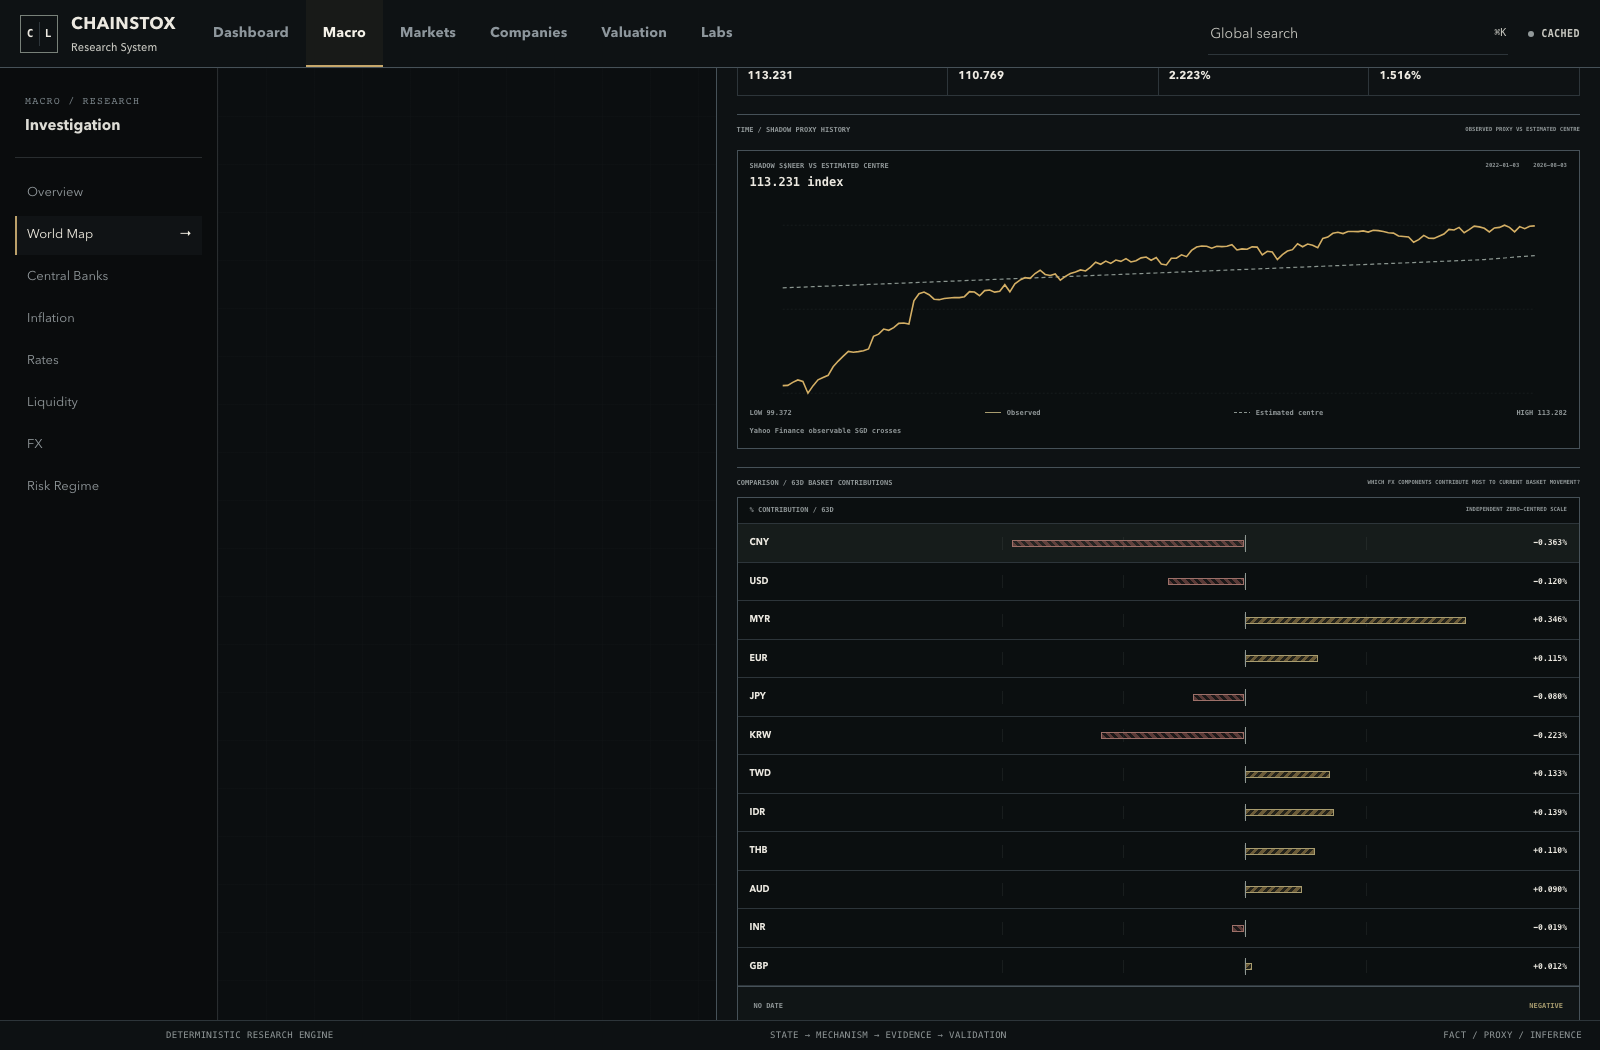 C L
CHAINSTOX
Research System
Dashboard
Macro
Markets
Companies
Valuation
Labs
Global search
⌘K
CACHED
MACRO / RESEARCH
Investigation
Overview
World Map →
Central Banks
Inflation
Rates
Liquidity
FX
Risk Regime
113.231
110.769
2.223%
1.516%
TIME / SHADOW PROXY HISTORY
OBSERVED PROXY VS ESTIMATED CENTRE
SHADOW S$NEER VS ESTIMATED CENTRE
2022-01-03 2026-08-03
113.231 index
LOW 99.372
Observed
Estimated centre
HIGH 113.282
Yahoo Finance observable SGD crosses
COMPARISON / 63D BASKET CONTRIBUTIONS
WHICH FX COMPONENTS CONTRIBUTE MOST TO CURRENT BASKET MOVEMENT?
% CONTRIBUTION / 63D
INDEPENDENT ZERO-CENTRED SCALE
CNY −0.363%
USD −0.120%
MYR +0.346%
EUR +0.115%
JPY −0.080%
KRW −0.223%
TWD +0.133%
IDR +0.139%
THB +0.110%
AUD +0.090%
INR −0.019%
GBP +0.012%
NO DATE
NEGATIVE
DETERMINISTIC RESEARCH ENGINE
STATE → MECHANISM → EVIDENCE → VALIDATION
FACT / PROXY / INFERENCE